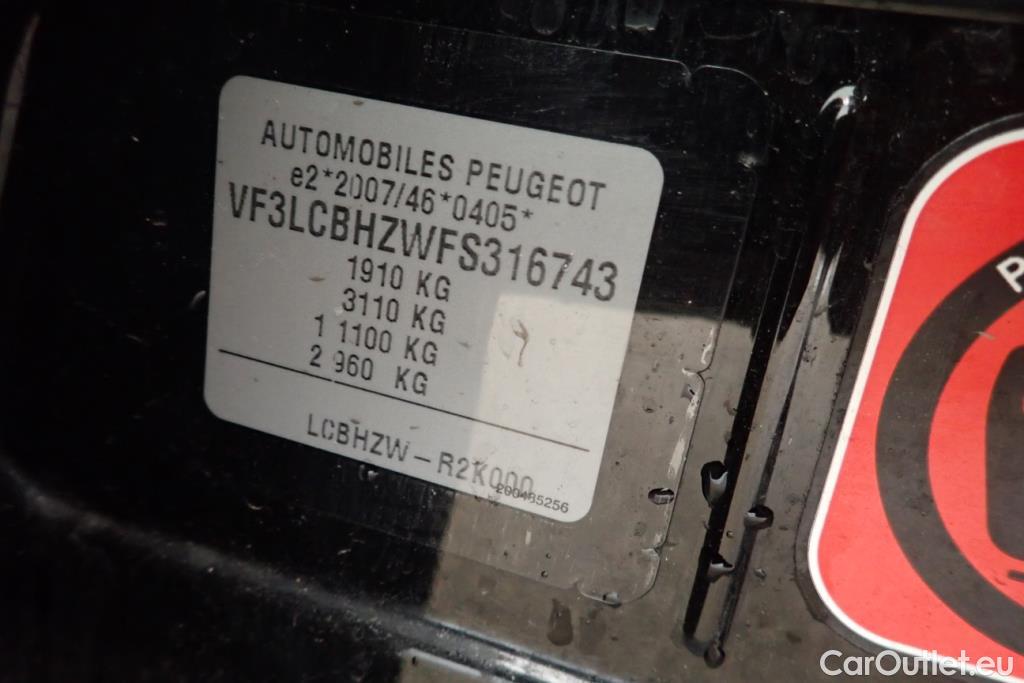 AUTOMOBILES PEUGEOT
e2*2007/46*0405*
VF3LCBHZWFS316743
1910 KG
3110 KG
1 1100 KG
2 960 KG
LCBHZW-R2K000
200485256
P
CarOutlet.eu